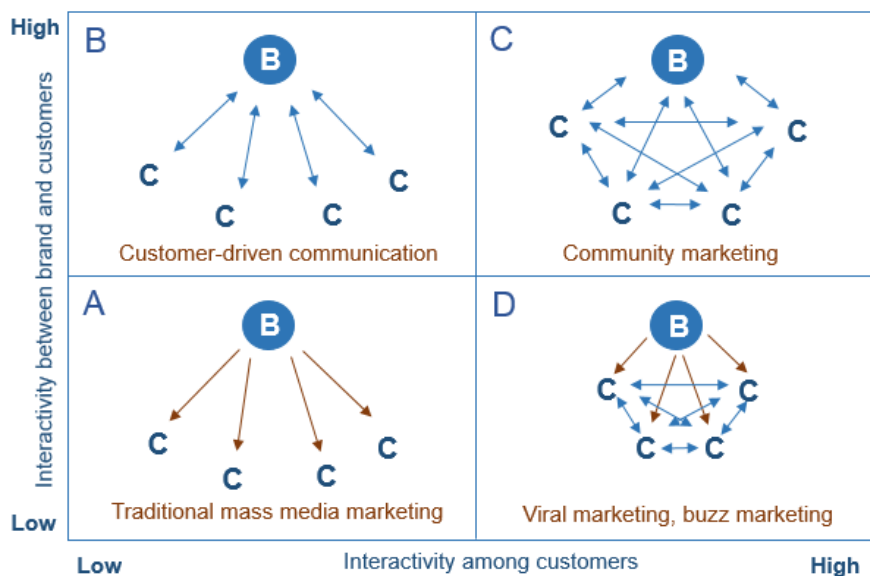 High
Interactivity between brand and customers
Low
B
B
C
C
C
C
Customer-driven communication
C
B
C
C
C
C
Community marketing
A
B
C
C
C
C
Traditional mass media marketing
D
B
C
C
C
C
Viral marketing, buzz marketing
Low
Interactivity among customers
High